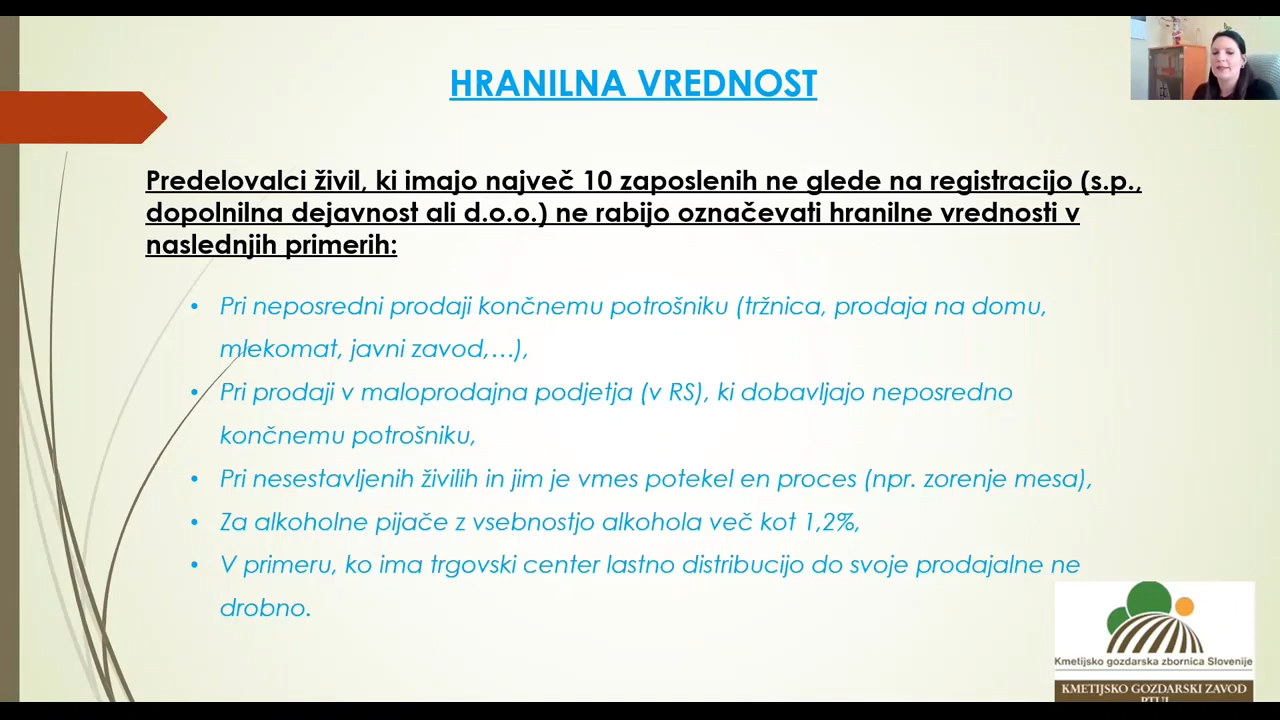 HRANILNA VREDNOST
Predelovalci živil, ki imajo največ 10 zaposlenih ne glede na registracijo (s.p.,
dopolnilna dejavnost ali d.o.o.) ne rabijo označevati hranilne vrednosti v
naslednjih primerih:
• Pri neposredni prodaji končnemu potrošniku (tržnica, prodaja na domu,
mlekomat, javni zavod,…),
• Pri prodaji v maloprodajna podjetja (v RS), ki dobavljajo neposredno
končnemu potrošniku,
• Pri nesestavljenih živilih in jim je vmes potekel en proces (npr. zorenje mesa),
• Za alkoholne pijače z vsebnostjo alkohola več kot 1,2%,
• V primeru, ko ima trgovski center lastno distribucijo do svoje prodajalne ne
drobno.
Kmetijsko gozdarska zbornica Slovenije
KMETIJSKO GOZDARSKI ZAVOD
PTUJ